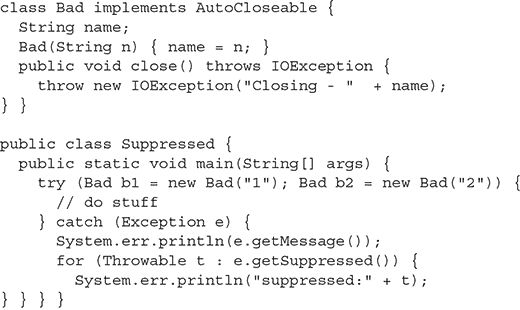 class Bad implements AutoCloseable {
  String name;
  Bad(String n) { name = n; }
  public void close() throws IOException {
    throw new IOException("Closing - "  + name);
} }

public class Suppressed {
  public static void main(String[] args) {
    try (Bad b1 = new Bad("1"); Bad b2 = new Bad("2")) {
      // do stuff
    } catch (Exception e) {
      System.err.println(e.getMessage());
      for (Throwable t : e.getSuppressed()) {
        System.err.println("suppressed:" + t);
} } } }